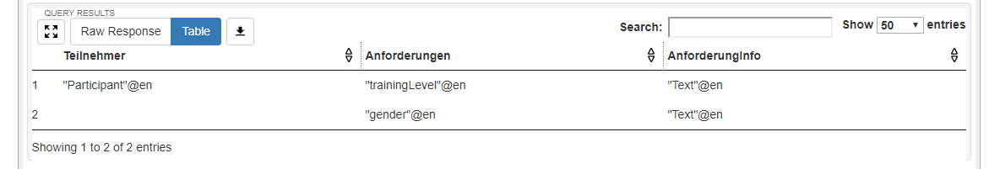 QUERY RESULTS
Raw Response Table Search: Show 50 entries
Teilnehmer Anforderungen AnforderungInfo
1 "Participant"@en "trainingLevel"@en "Text"@en
2 "gender"@en "Text"@en
Showing 1 to 2 of 2 entries